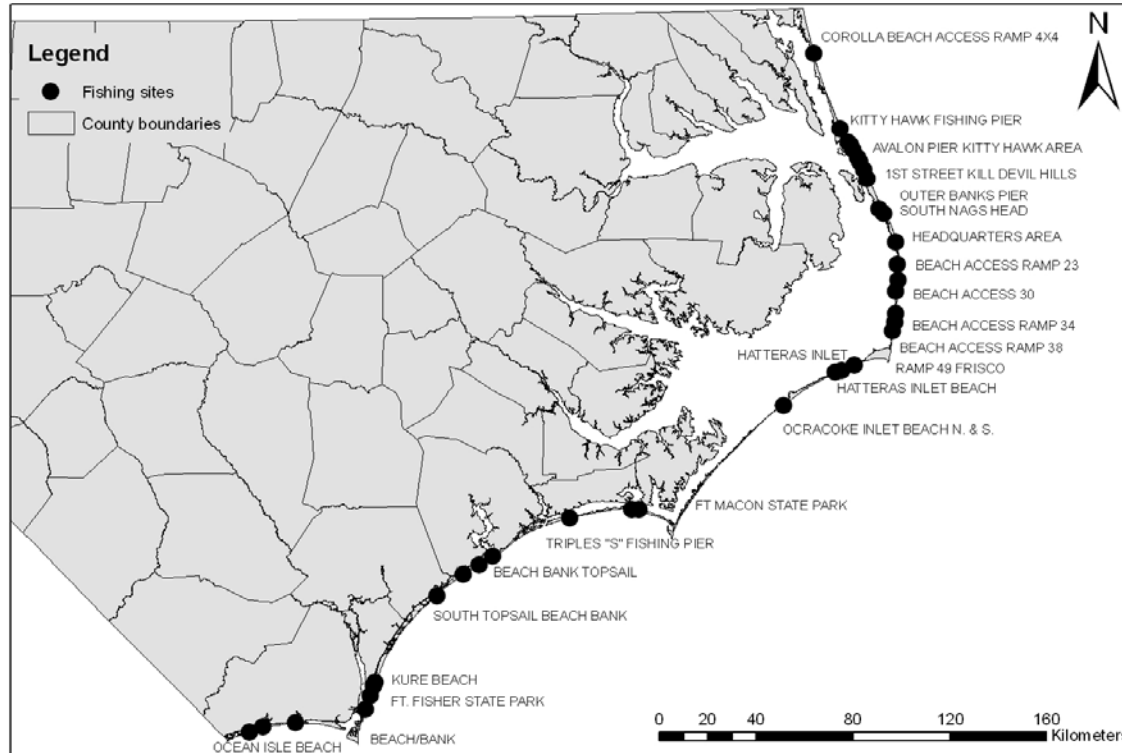 Legend
Fishing sites
County boundaries
N
COROLLA BEACH ACCESS RAMP 4X4
KITTY HAWK FISHING PIER
AVALON PIER KITTY HAWK AREA
1ST STREET KILL DEVIL HILLS
OUTER BANKS PIER
SOUTH NAGS HEAD
HEADQUARTERS AREA
BEACH ACCESS RAMP 23
BEACH ACCESS 30
BEACH ACCESS RAMP 34
BEACH ACCESS RAMP 38
HATTERAS INLET
RAMP 49 FRISCO
HATTERAS INLET BEACH
OCRACOKE INLET BEACH N. & S.
FT MACON STATE PARK
TRIPLES "S" FISHING PIER
BEACH BANK TOPSAIL
SOUTH TOPSAIL BEACH BANK
KURE BEACH
FT. FISHER STATE PARK
BEACH/BANK
OCEAN ISLE BEACH
0 20 40 80 120 160
Kilometers